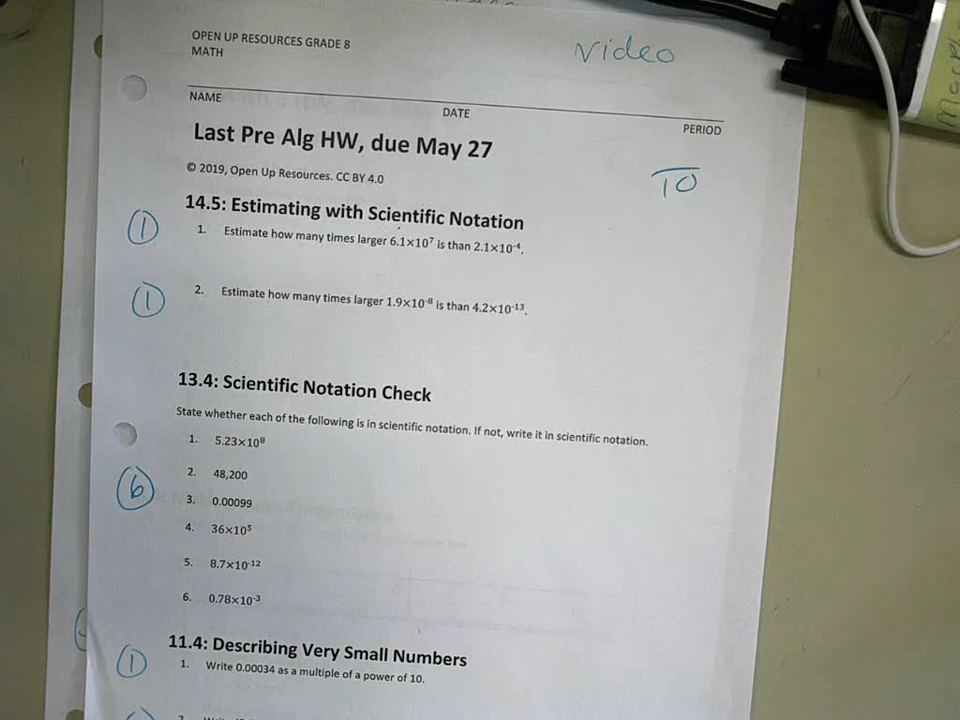 OPEN UP RESOURCES GRADE 8
MATH
video
NAME
DATE
PERIOD
Last Pre Alg HW, due May 27
© 2019, Open Up Resources. CC BY 4.0
10
14.5: Estimating with Scientific Notation
1 1. Estimate how many times larger 6.1×10⁷ is than 2.1×10⁻⁴.
1 2. Estimate how many times larger 1.9×10⁻⁸ is than 4.2×10⁻¹³.
13.4: Scientific Notation Check
State whether each of the following is in scientific notation. If not, write it in scientific notation.
1. 5.23×10⁸
2. 48,200
6 3. 0.00099
4. 36×10⁵
5. 8.7×10⁻¹²
6. 0.78×10⁻³
11.4: Describing Very Small Numbers
1 1. Write 0.00034 as a multiple of a power of 10.